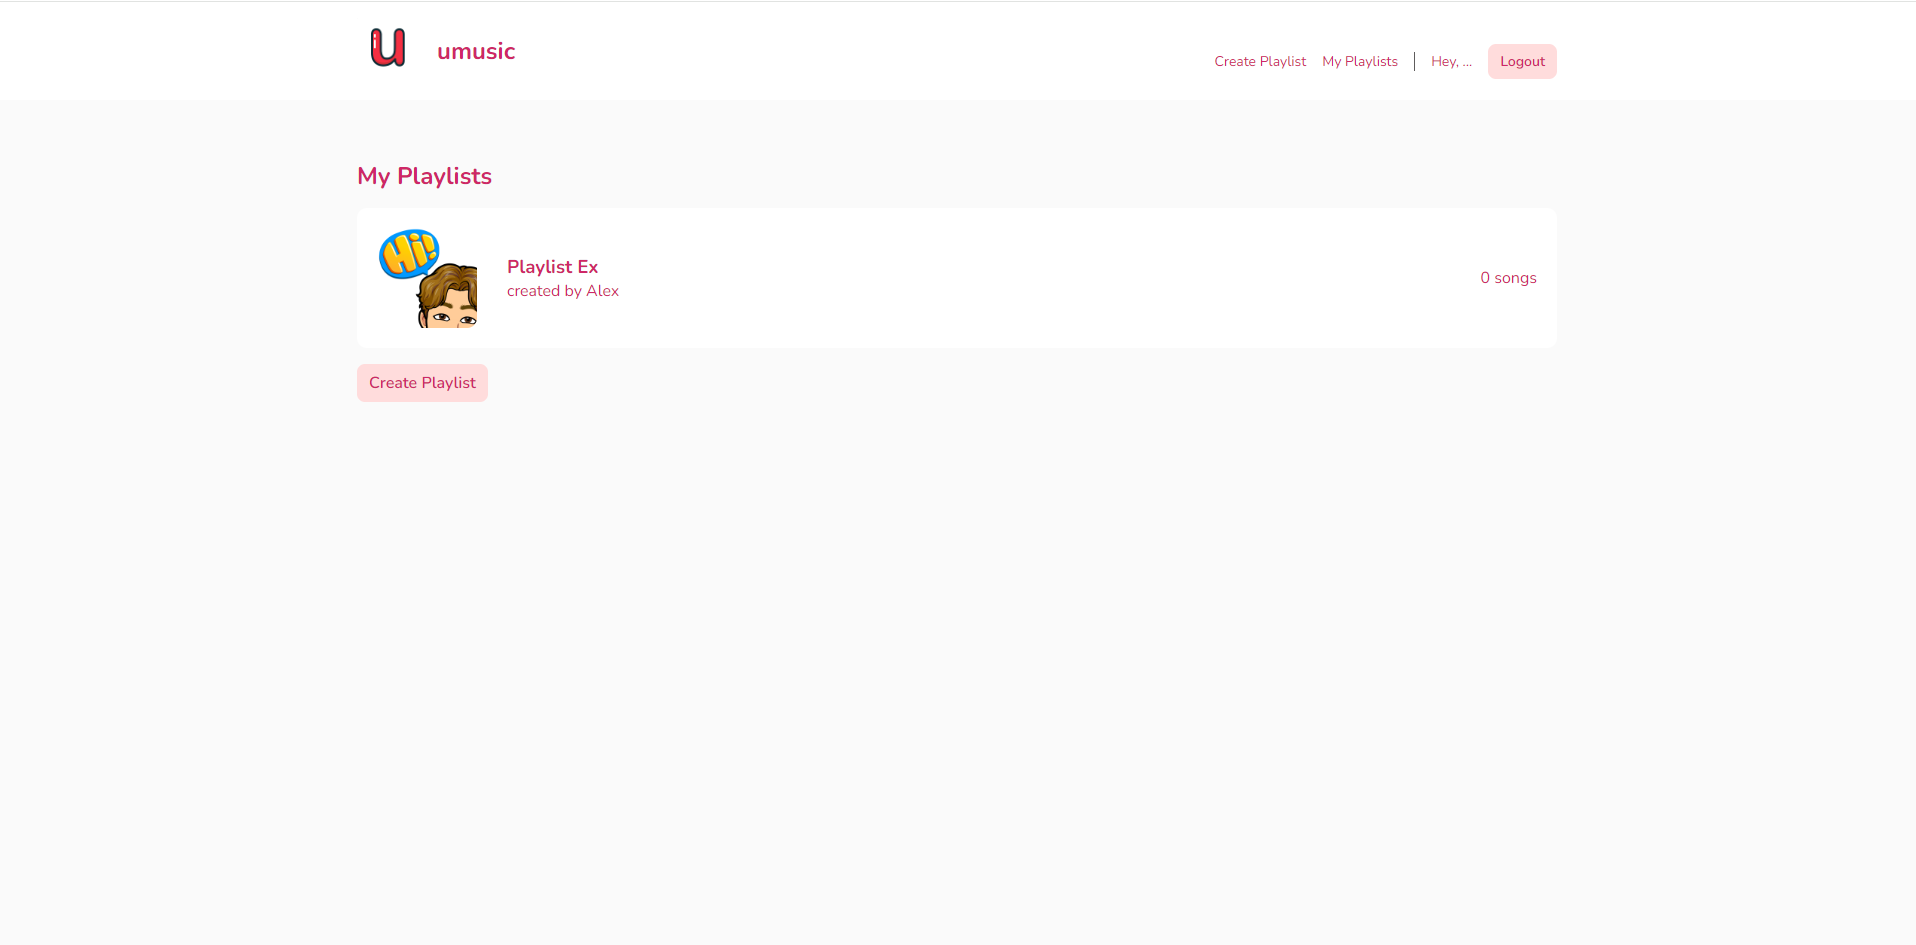 U umusic
Create Playlist My Playlists Hey, ... Logout
My Playlists
Hi!
Playlist Ex
created by Alex
0 songs
Create Playlist